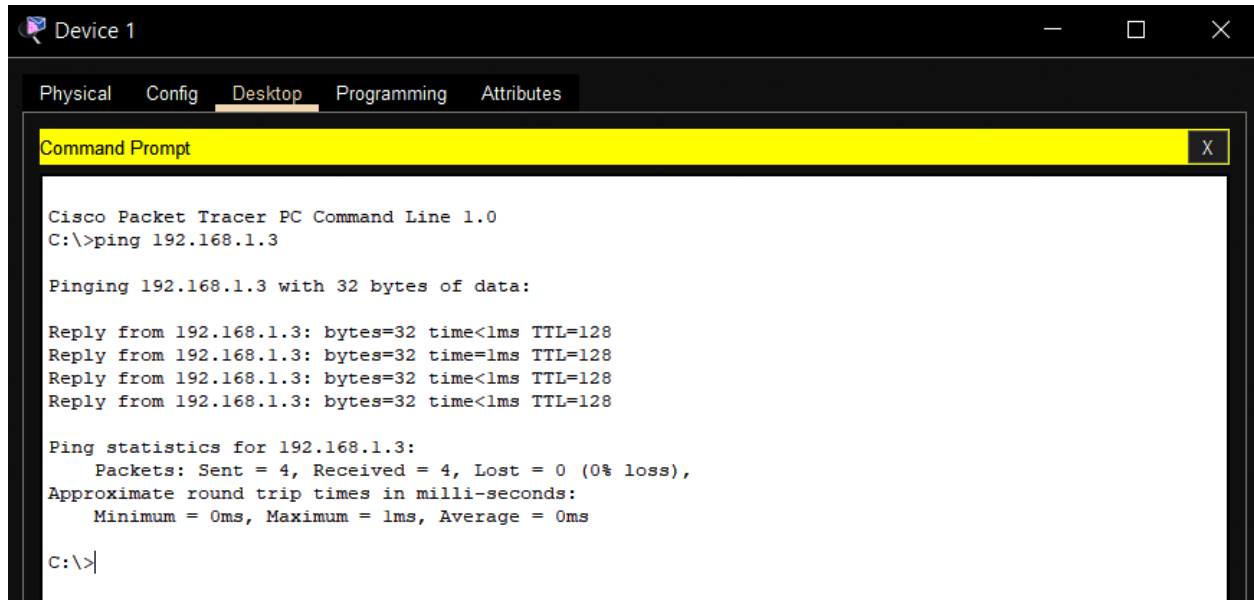 Device 1
Physical Config Desktop Programming Attributes
Command Prompt X
Cisco Packet Tracer PC Command Line 1.0
C:\>ping 192.168.1.3
Pinging 192.168.1.3 with 32 bytes of data:
Reply from 192.168.1.3: bytes=32 time<1ms TTL=128
Reply from 192.168.1.3: bytes=32 time=1ms TTL=128
Reply from 192.168.1.3: bytes=32 time<1ms TTL=128
Reply from 192.168.1.3: bytes=32 time<1ms TTL=128
Ping statistics for 192.168.1.3:
Packets: Sent = 4, Received = 4, Lost = 0 (0% loss),
Approximate round trip times in milli-seconds:
Minimum = 0ms, Maximum = 1ms, Average = 0ms
C:\>